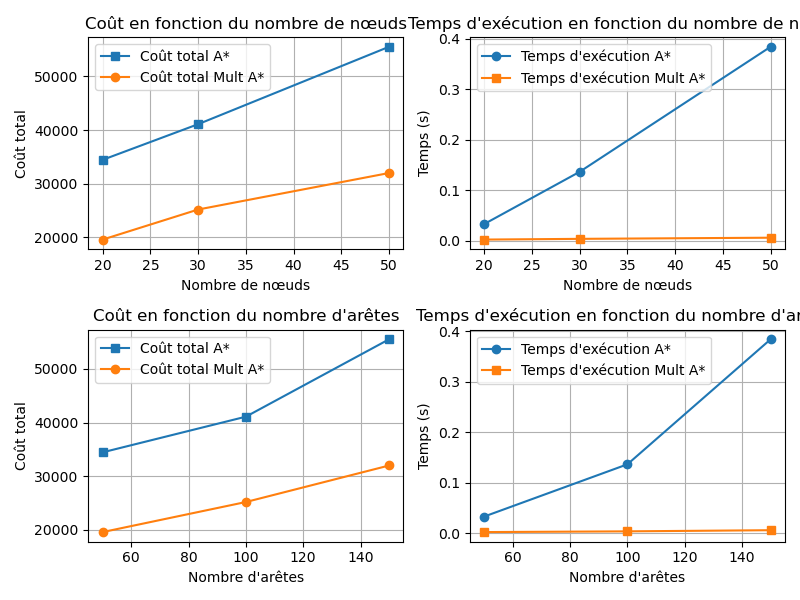 Coût en fonction du nombre de nœuds
Coût total A*
Coût total Mult A*
50000
40000
30000
20000
Coût total
20 25 30 35 40 45 50
Nombre de nœuds
Temps d'exécution en fonction du nombre de n
Temps d'exécution A*
Temps d'exécution Mult A*
0.4
0.3
0.2
0.1
0.0
Temps (s)
20 25 30 35 40 45 50
Nombre de nœuds
Coût en fonction du nombre d'arêtes
Coût total A*
Coût total Mult A*
50000
40000
30000
20000
Coût total
60 80 100 120 140
Nombre d'arêtes
Temps d'exécution en fonction du nombre d'ar
Temps d'exécution A*
Temps d'exécution Mult A*
0.4
0.3
0.2
0.1
0.0
Temps (s)
60 80 100 120 140
Nombre d'arêtes